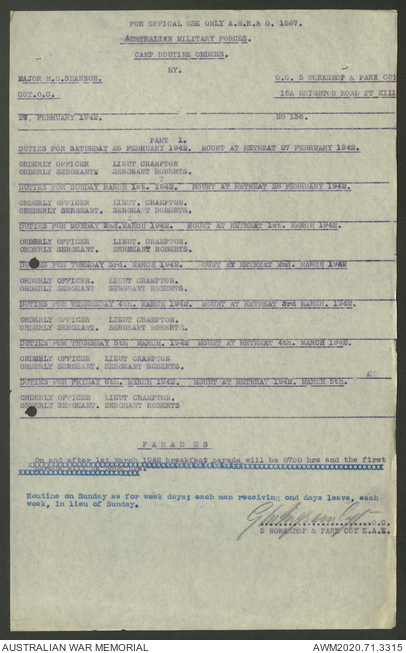 FOR OFFICAL USE ONLY A.M.R.& O. 1587.
AUSTRALIAN MILITARY FORCES.
CAMP ROUTINE ORDERS.
BY.
MAJOR H.G.BRANSON. O.C. 5 WORKSHOP & PARK COY
COY.O.C. 16A REIGHTON ROAD ST KILL
27, FEBRUARY 1942. NO 138.
PART 1.
DUTIES FOR SATURDAY 28 FEBRUARY 1942. MOUNT AT RETREAT 27 FEBRUARY 1942.
ORDERLY OFFICER LIEUT CRAMPTON
ORDERLY SERGEANT SERGEANT ROBERTS.
DUTIES FOR SUNDAY MARCH 1st. 1942. MOUNT AT RETREAT 28 FEBRUARY 1942.
ORDERLY OFFICER LIEUT. CRAMPTON.
ORDERLY SERGEANT. SERGEANT ROBERTS.
DUTIES FOR MONDAY 2nd.MARCH 1942. MOUNT AT RETREAT 1st. MARCH 1942.
ORDERLY OFFICER LIEUT. CRAMPTON.
ORDERLY SERGEANT. SERGEANT ROBERTS.
DUTIES FOR TUESDAY 3rd. MARCH 1942. MOUNT AT RETREAT 2nd. MARCH 1942
ORDERLY OFFICER. LIEUT CRAMPTON.
ORDERLY SERGEANT. SERGEANT ROBERTS.
DUTIES FOR WEDNESDAY 4th. MARCH 1942. MOUNT AT RETREAT 3rd MARCH. 1942.
ORDERLY OFFICER LIEUT CRAMPTON.
ORDERLY SERGEANT. SERGEANT ROBERTS.
DUTIES FOR THURSDAY 5th MARCH. 1942 MOUNT AT RETREAT 4th. MARCH 1942.
ORDERLY OFFICER LIEUT CRAMPTON
ORDERLY SERGEANT. SERGEANT ROBERTS.
DUTIES FOR FRIDAY 6th. MARCH 1942. MOUNT AT RETREAT 1942. MARCH 5th.
ORDERLY OFFICER LIEUT CRAMPTON.
ORDERLY SERGEANT. SERGEANT ROBERTS
PARADES
On and after 1st March 1942 breakfast parade will be 0700 hrs and the first
Routine on Sunday as for week days; each man receiving ond days leave, each
week, in lieu of Sunday.
O.C.
5 WORKSHOP & PARK COY R.A.E.
AUSTRALIAN WAR MEMORIAL AWM2020.71.3315